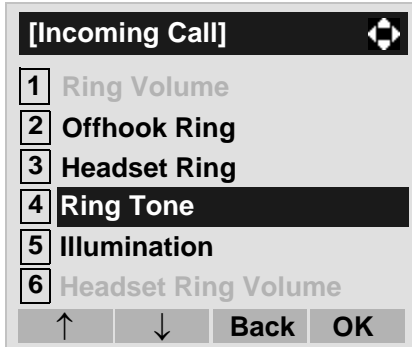 [Incoming Call]
1 Ring Volume
2 Offhook Ring
3 Headset Ring
4 Ring Tone
5 Illumination
6 Headset Ring Volume
↑ ↓ Back OK